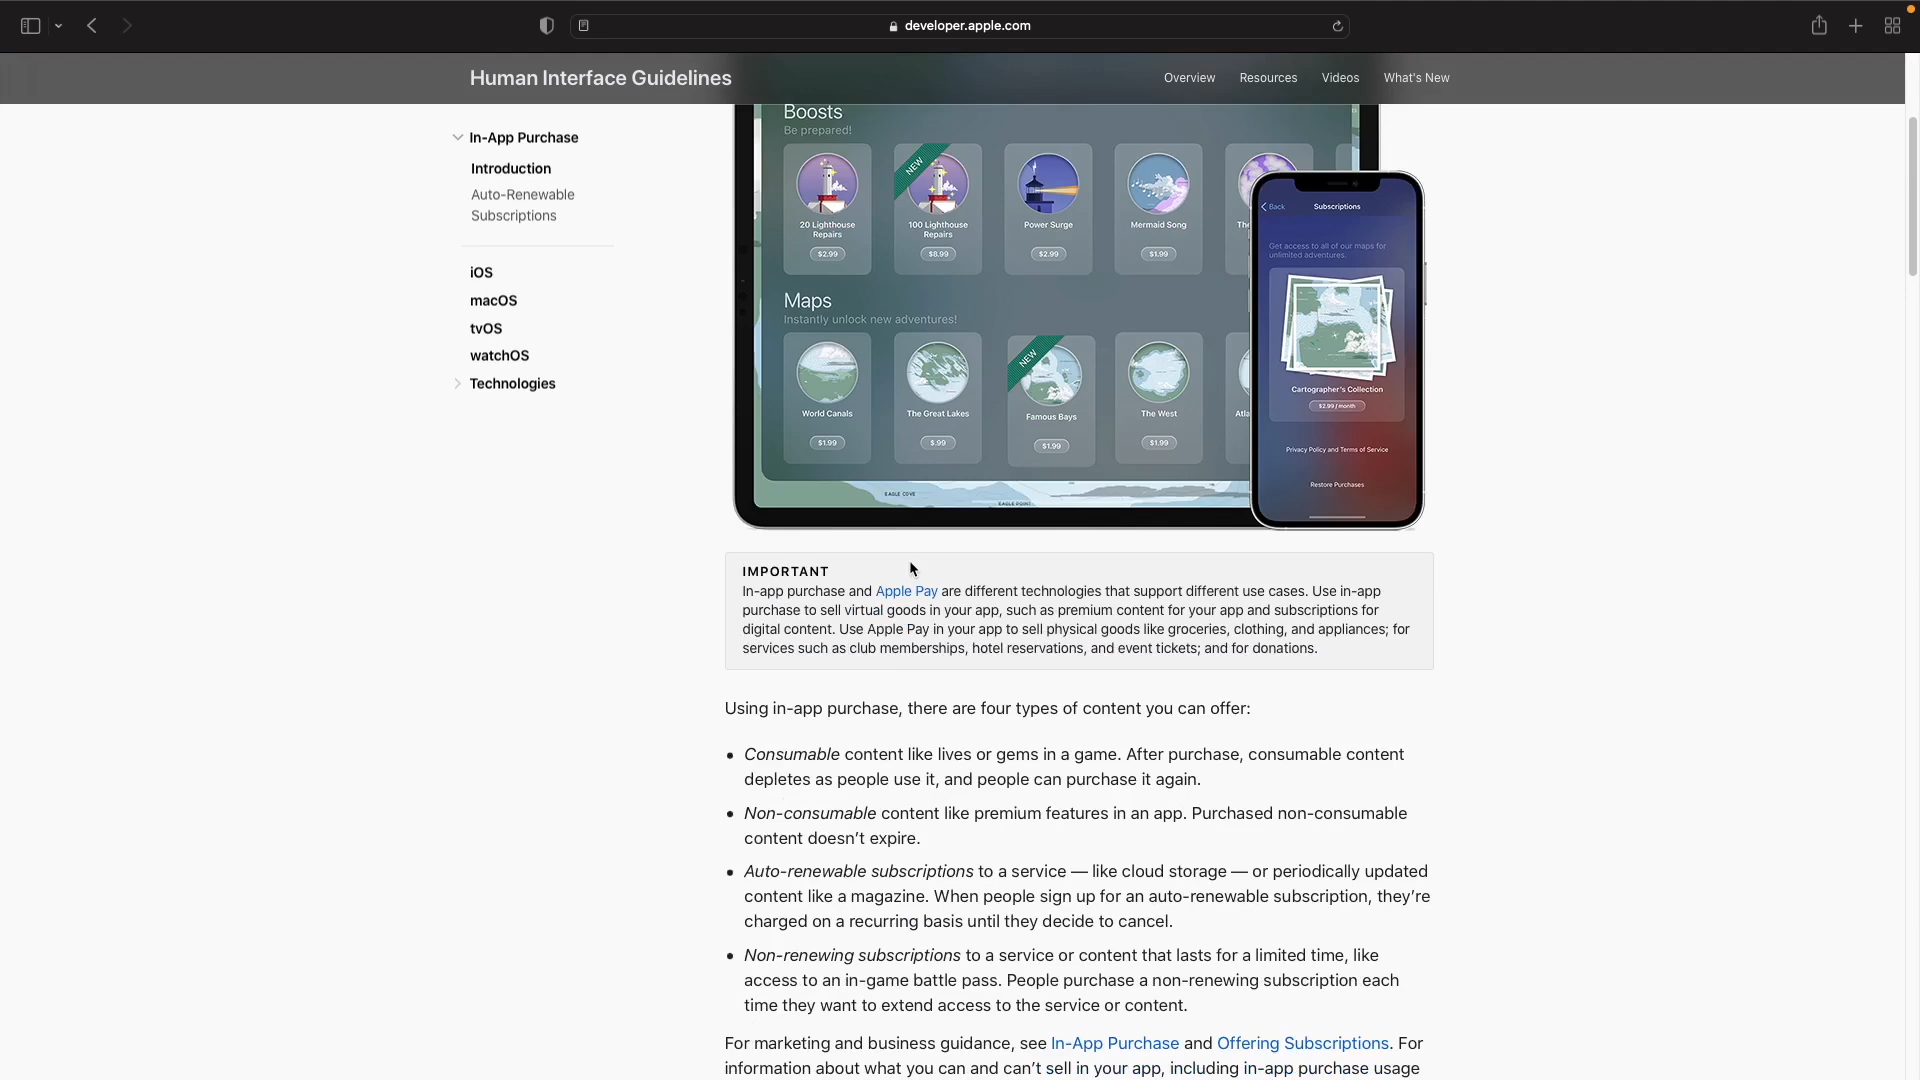 developer.apple.com
Human Interface Guidelines
Overview
Resources
Videos
What's New
In-App Purchase
Introduction
Auto-Renewable
Subscriptions
iOS
macOS
tvOS
watchOS
Technologies
Boosts
Be prepared!
20 Lighthouse
Repairs
$2.99
NEW
100 Lighthouse
Repairs
$8.99
Power Surge
$2.99
Mermaid Song
$1.99
Maps
Instantly unlock new adventures!
World Canals
$1.99
The Great Lakes
$.99
NEW
Famous Bays
$1.99
The West
$1.99
EAGLE COVE
EAGLE POINT
Back
Subscriptions
Get access to all of our maps for
unlimited adventures.
Cartographer's Collection
$2.99 / month
Privacy Policy and Terms of Service
Restore Purchases
IMPORTANT
In-app purchase and Apple Pay are different technologies that support different use cases. Use in-app
purchase to sell virtual goods in your app, such as premium content for your app and subscriptions for
digital content. Use Apple Pay in your app to sell physical goods like groceries, clothing, and appliances; for
services such as club memberships, hotel reservations, and event tickets; and for donations.
Using in-app purchase, there are four types of content you can offer:
• Consumable content like lives or gems in a game. After purchase, consumable content
depletes as people use it, and people can purchase it again.
• Non-consumable content like premium features in an app. Purchased non-consumable
content doesn't expire.
• Auto-renewable subscriptions to a service — like cloud storage — or periodically updated
content like a magazine. When people sign up for an auto-renewable subscription, they're
charged on a recurring basis until they decide to cancel.
• Non-renewing subscriptions to a service or content that lasts for a limited time, like
access to an in-game battle pass. People purchase a non-renewing subscription each
time they want to extend access to the service or content.
For marketing and business guidance, see In-App Purchase and Offering Subscriptions. For
information about what you can and can't sell in your app, including in-app purchase usage